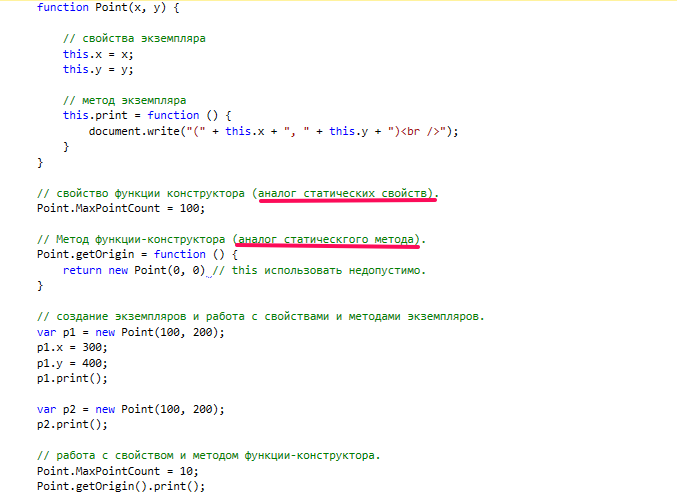 function Point(x, y) {
// свойства экземпляра
this.x = x;
this.y = y;
// метод экземпляра
this.print = function () {
document.write("(" + this.x + ", " + this.y + ")<br />");
}
}
// свойство функции конструктора (аналог статических свойств).
Point.MaxPointCount = 100;
// Метод функции-конструктора (аналог статическгого метода).
Point.getOrigin = function () {
return new Point(0, 0) // this использовать недопустимо.
}
// создание экземпляров и работа с свойствами и методами экземпляров.
var p1 = new Point(100, 200);
p1.x = 300;
p1.y = 400;
p1.print();
var p2 = new Point(100, 200);
p2.print();
// работа с свойством и методом функции-конструктора.
Point.MaxPointCount = 10;
Point.getOrigin().print();